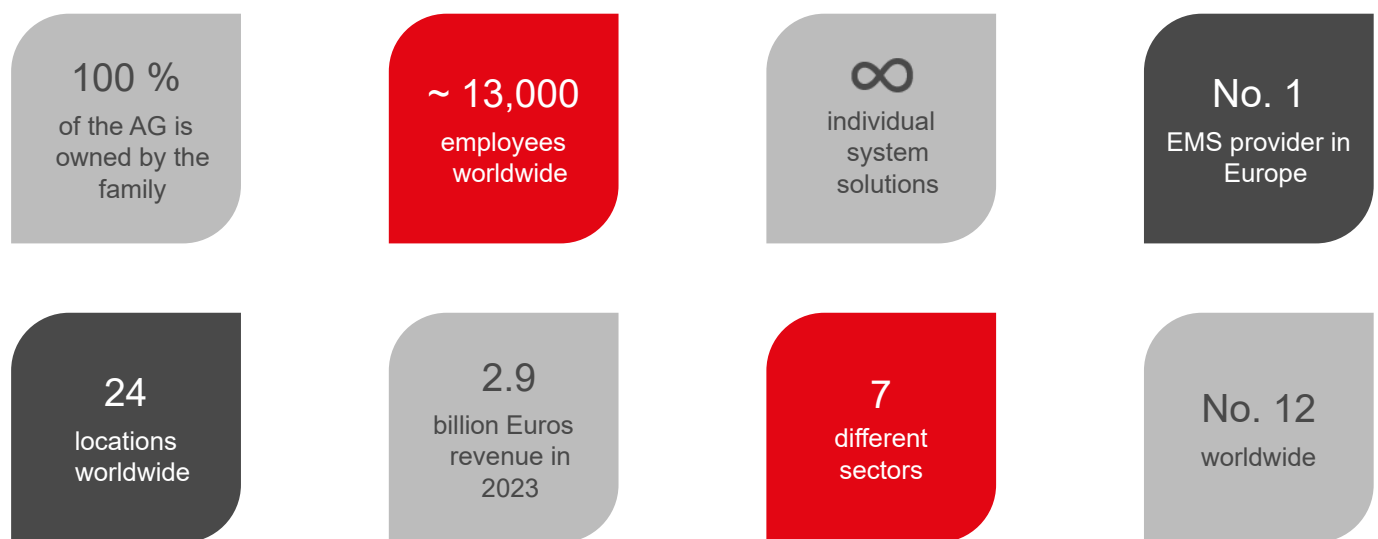 100 %
of the AG is
owned by the
family
~ 13,000
employees
worldwide
∞
individual
system
solutions
No. 1
EMS provider in
Europe
24
locations
worldwide
2.9
billion Euros
revenue in
2023
7
different
sectors
No. 12
worldwide